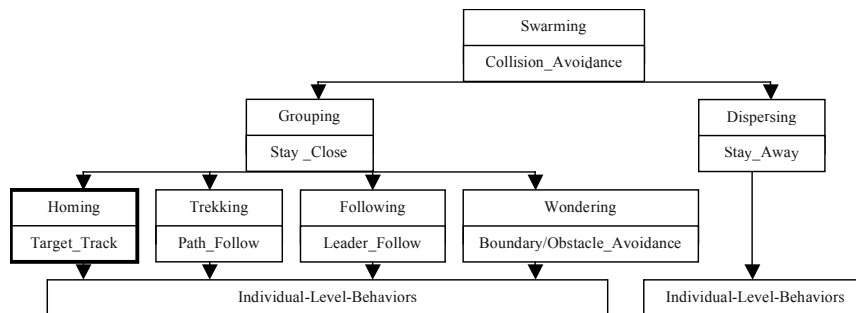 Swarming
Collision_Avoidance
Grouping
Stay _Close
Dispersing
Stay_Away
Homing
Target_Track
Trekking
Path_Follow
Following
Leader_Follow
Wondering
Boundary/Obstacle_Avoidance
Individual-Level-Behaviors
Individual-Level-Behaviors